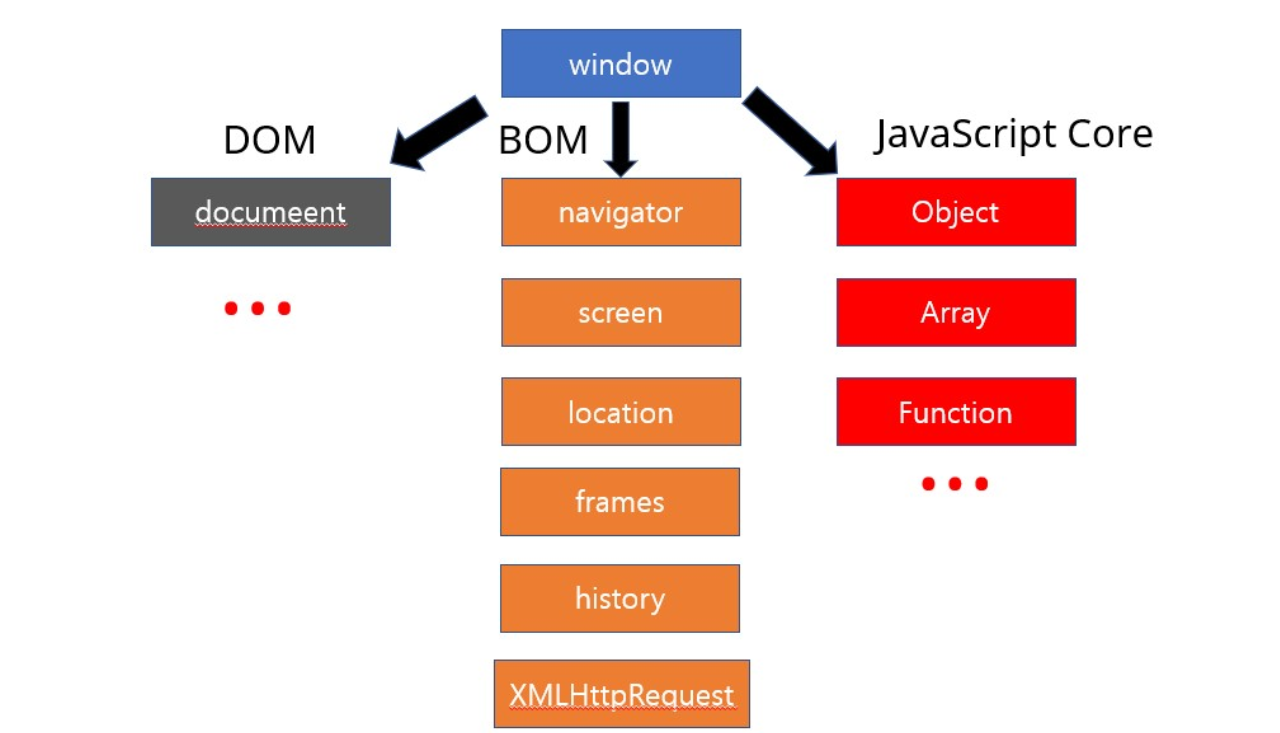 window
DOM
BOM
JavaScript Core
documeent
navigator
Object
...
screen
Array
location
Function
frames
...
history
XMLHttpRequest